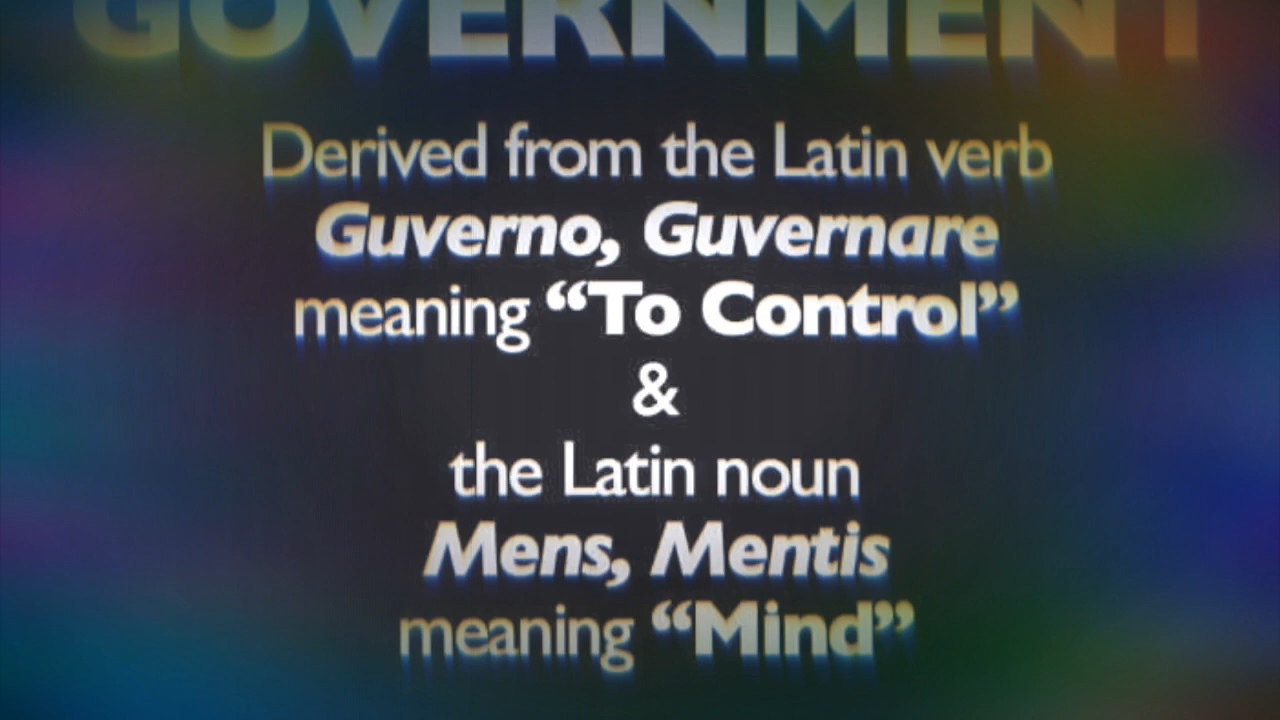 GOVERNMENT
Derived from the Latin verb
Guverno, Guvernare
meaning “To Control”
&
the Latin noun
Mens, Mentis
meaning “Mind”